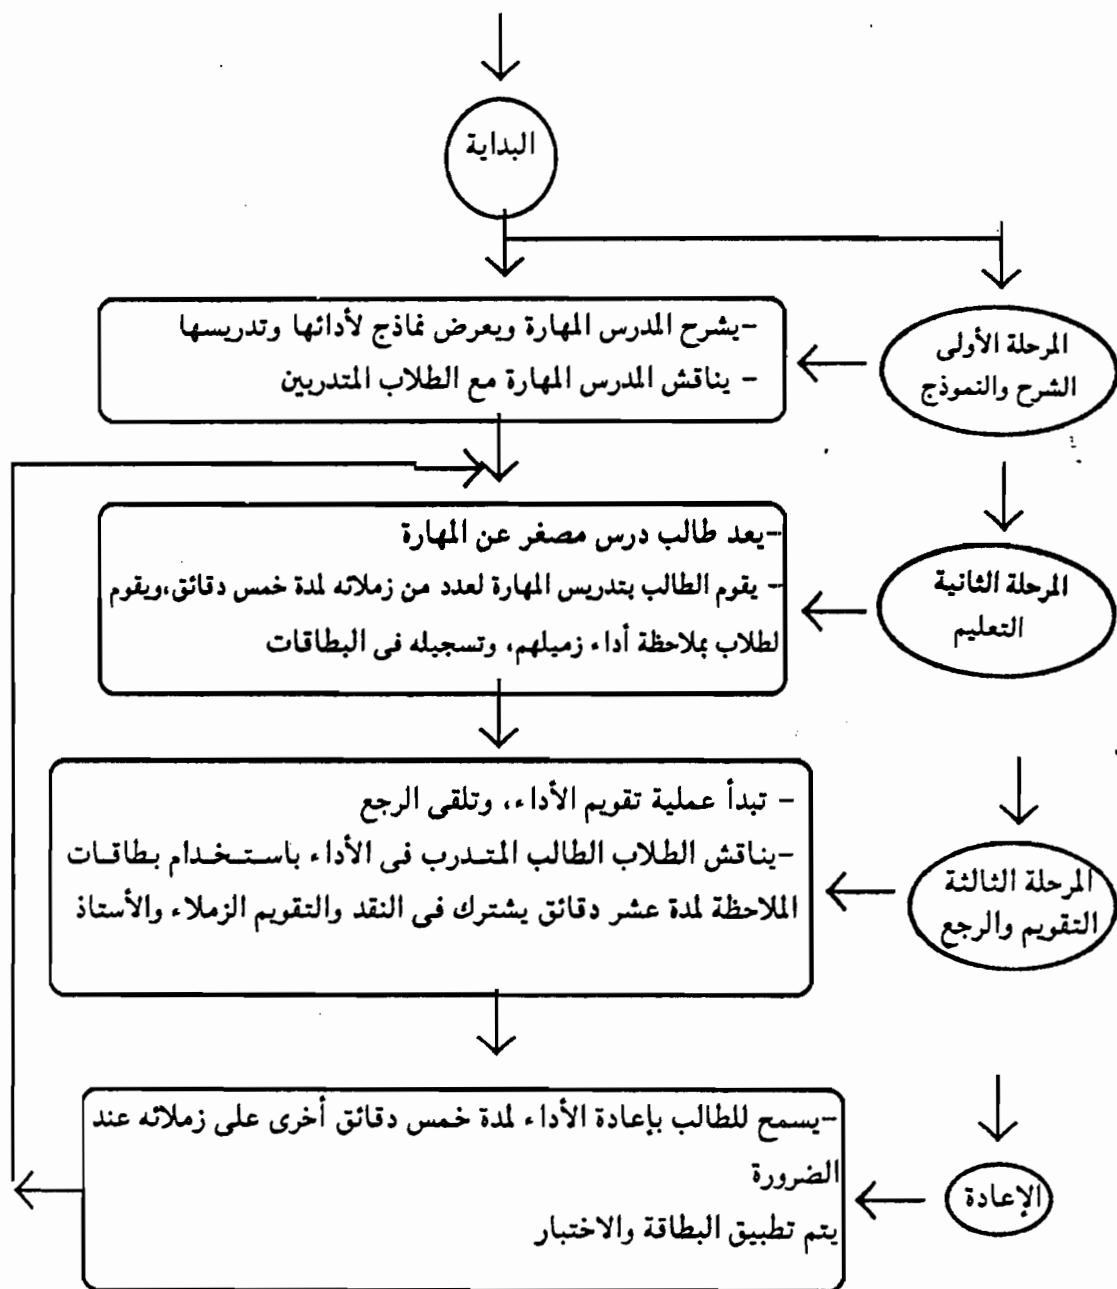 البداية
المرحلة الأولى
الشرح والنموذج
-يشرح المدرس المهارة ويعرض نماذج لأدائها وتدريسها
- يناقش المدرس المهارة مع الطلاب المتدربين
المرحلة الثانية
التعليم
-يعد طالب درس مصغر عن المهارة
- يقوم الطالب بتدريس المهارة لعدد من زملائه لمدة خمس دقائق،ويقوم
لطلاب بملاحظة أداء زميلهم، وتسجيله فى البطاقات
المرحلة الثالثة
التقويم والرجع
- تبدأ عملية تقويم الأداء، وتلقى الرجع
-يناقش الطلاب الطالب المتدرب فى الأداء باستخدام بطاقات
الملاحظة لمدة عشر دقائق يشترك فى النقد والتقويم الزملاء والأستاذ
الإعادة
-يسمح للطالب بإعادة الأداء لمدة خمس دقائق أخرى على زملائه عند
الضرورة
يتم تطبيق البطاقة والاختبار